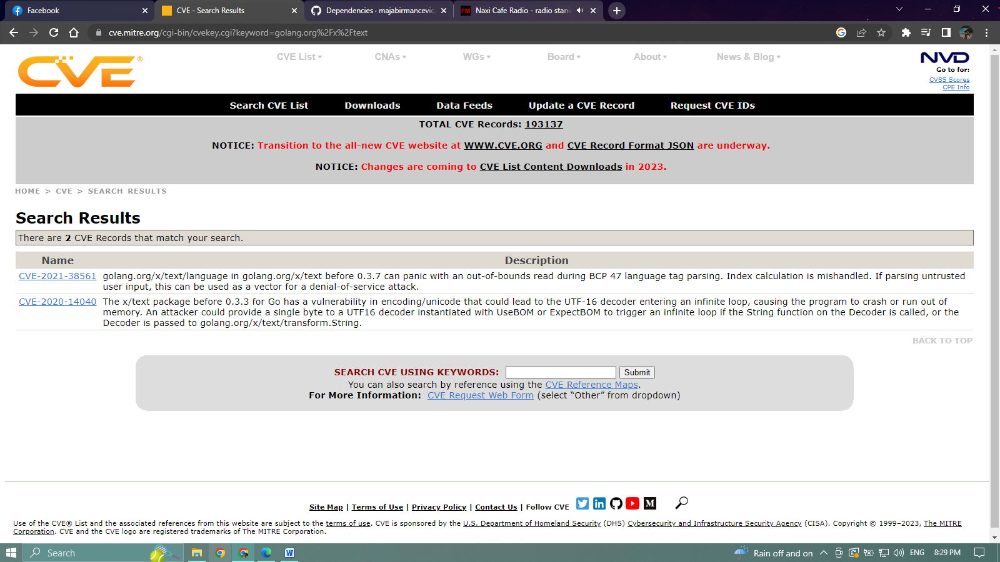 Facebook
CVE - Search Results
Dependencies · majabirmancevic
Naxi Cafe Radio - radio stani
cve.mitre.org/cgi-bin/cvekey.cgi?keyword=golang.org%2Fx%2Ftext
CVE®
CVE List
CNAs
WGs
Board
About
News & Blog
NVD
Go to for:
CVSS Scores
CPE Info
Search CVE List
Downloads
Data Feeds
Update a CVE Record
Request CVE IDs
TOTAL CVE Records: 193137
NOTICE: Transition to the all-new CVE website at WWW.CVE.ORG and CVE Record Format JSON are underway.
NOTICE: Changes are coming to CVE List Content Downloads in 2023.
HOME > CVE > SEARCH RESULTS
Search Results
There are 2 CVE Records that match your search.
Name Description
CVE-2021-38561 golang.org/x/text/language in golang.org/x/text before 0.3.7 can panic with an out-of-bounds read during BCP 47 language tag parsing. Index calculation is mishandled. If parsing untrusted
user input, this can be used as a vector for a denial-of-service attack.
CVE-2020-14040 The x/text package before 0.3.3 for Go has a vulnerability in encoding/unicode that could lead to the UTF-16 decoder entering an infinite loop, causing the program to crash or run out of
memory. An attacker could provide a single byte to a UTF16 decoder instantiated with UseBOM or ExpectBOM to trigger an infinite loop if the String function on the Decoder is called, or the
Decoder is passed to golang.org/x/text/transform.String.
BACK TO TOP
SEARCH CVE USING KEYWORDS: Submit
You can also search by reference using the CVE Reference Maps.
For More Information: CVE Request Web Form (select “Other” from dropdown)
Site Map | Terms of Use | Privacy Policy | Contact Us | Follow CVE
Use of the CVE® List and the associated references from this website are subject to the terms of use. CVE is sponsored by the U.S. Department of Homeland Security (DHS) Cybersecurity and Infrastructure Security Agency (CISA). Copyright © 1999–2023, The MITRE
Corporation. CVE and the CVE logo are registered trademarks of The MITRE Corporation.
Search
Rain off and on
ENG
8:29 PM